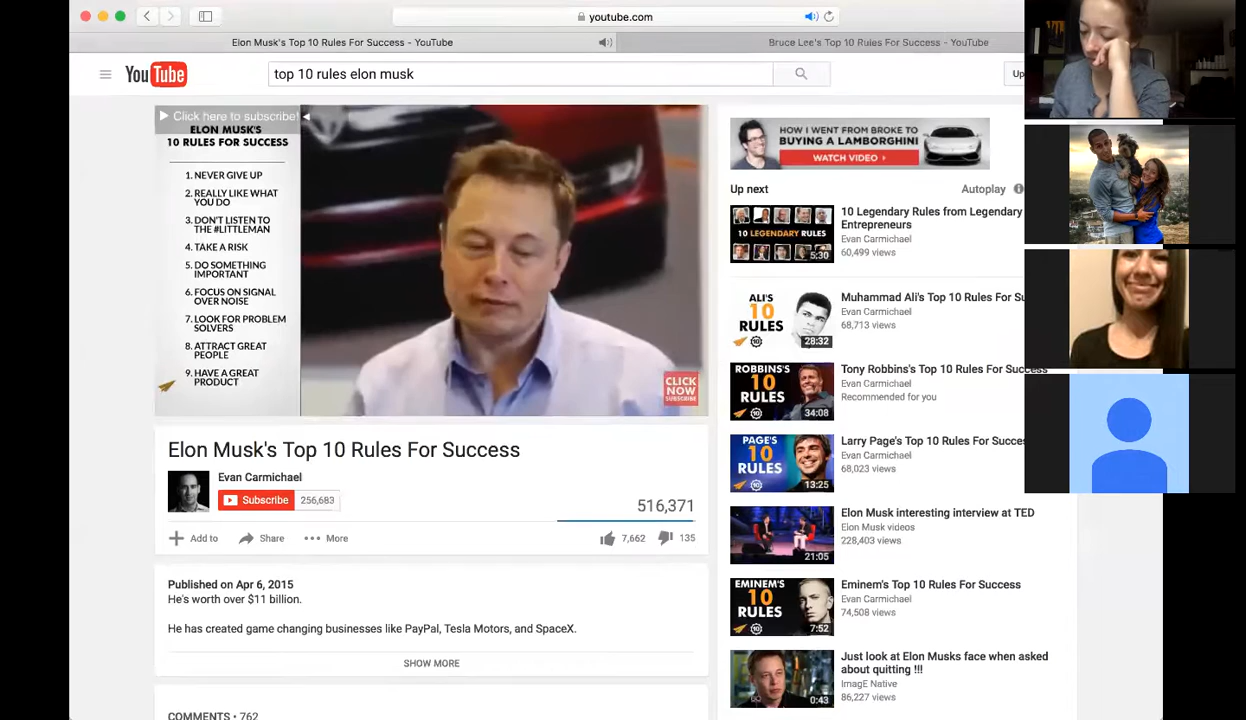 youtube.com
Elon Musk's Top 10 Rules For Success - YouTube
Bruce Lee's Top 10 Rules For Success - YouTube
YouTube
top 10 rules elon musk
Up
Click here to subscribe!
ELON MUSK'S
10 RULES FOR SUCCESS
1. NEVER GIVE UP
2. REALLY LIKE WHAT
YOU DO
3. DON'T LISTEN TO
THE #LITTLEMAN
4. TAKE A RISK
5. DO SOMETHING
IMPORTANT
6. FOCUS ON SIGNAL
OVER NOISE
7. LOOK FOR PROBLEM
SOLVERS
8. ATTRACT GREAT
PEOPLE
9. HAVE A GREAT
PRODUCT
CLICK
NOW
SUBSCRIBE
Elon Musk's Top 10 Rules For Success
Evan Carmichael
Subscribe 256,683
516,371
Add to Share More 7,662 135
Published on Apr 6, 2015
He's worth over $11 billion.
He has created game changing businesses like PayPal, Tesla Motors, and SpaceX.
SHOW MORE
COMMENTS • 762
HOW I WENT FROM BROKE TO
BUYING A LAMBORGHINI
WATCH VIDEO
Up next Autoplay
10 LEGENDARY RULES
5:30
10 Legendary Rules from Legendary
Entrepreneurs
Evan Carmichael
60,499 views
ALI'S
10
RULES
28:32
Muhammad Ali's Top 10 Rules For Su
Evan Carmichael
68,713 views
ROBBINS'S
10
RULES
34:08
Tony Robbins's Top 10 Rules For Success
Evan Carmichael
Recommended for you
PAGE'S
10
RULES
13:25
Larry Page's Top 10 Rules For Succes
Evan Carmichael
68,023 views
21:05
Elon Musk interesting interview at TED
Elon Musk videos
228,403 views
EMINEM'S
10
RULES
7:52
Eminem's Top 10 Rules For Success
Evan Carmichael
74,508 views
0:43
Just look at Elon Musks face when asked
about quitting !!!
ImagE Native
86,227 views